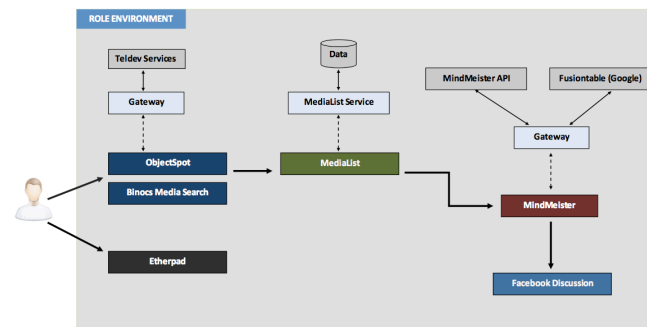 ROLE ENVIRONMENT
Teldev Services
Data
MindMeister API
Fusiontable (Google)
Gateway
MediaList Service
Gateway
ObjectSpot
MediaList
Binocs Media Search
MindMeister
Etherpad
Facebook Discussion